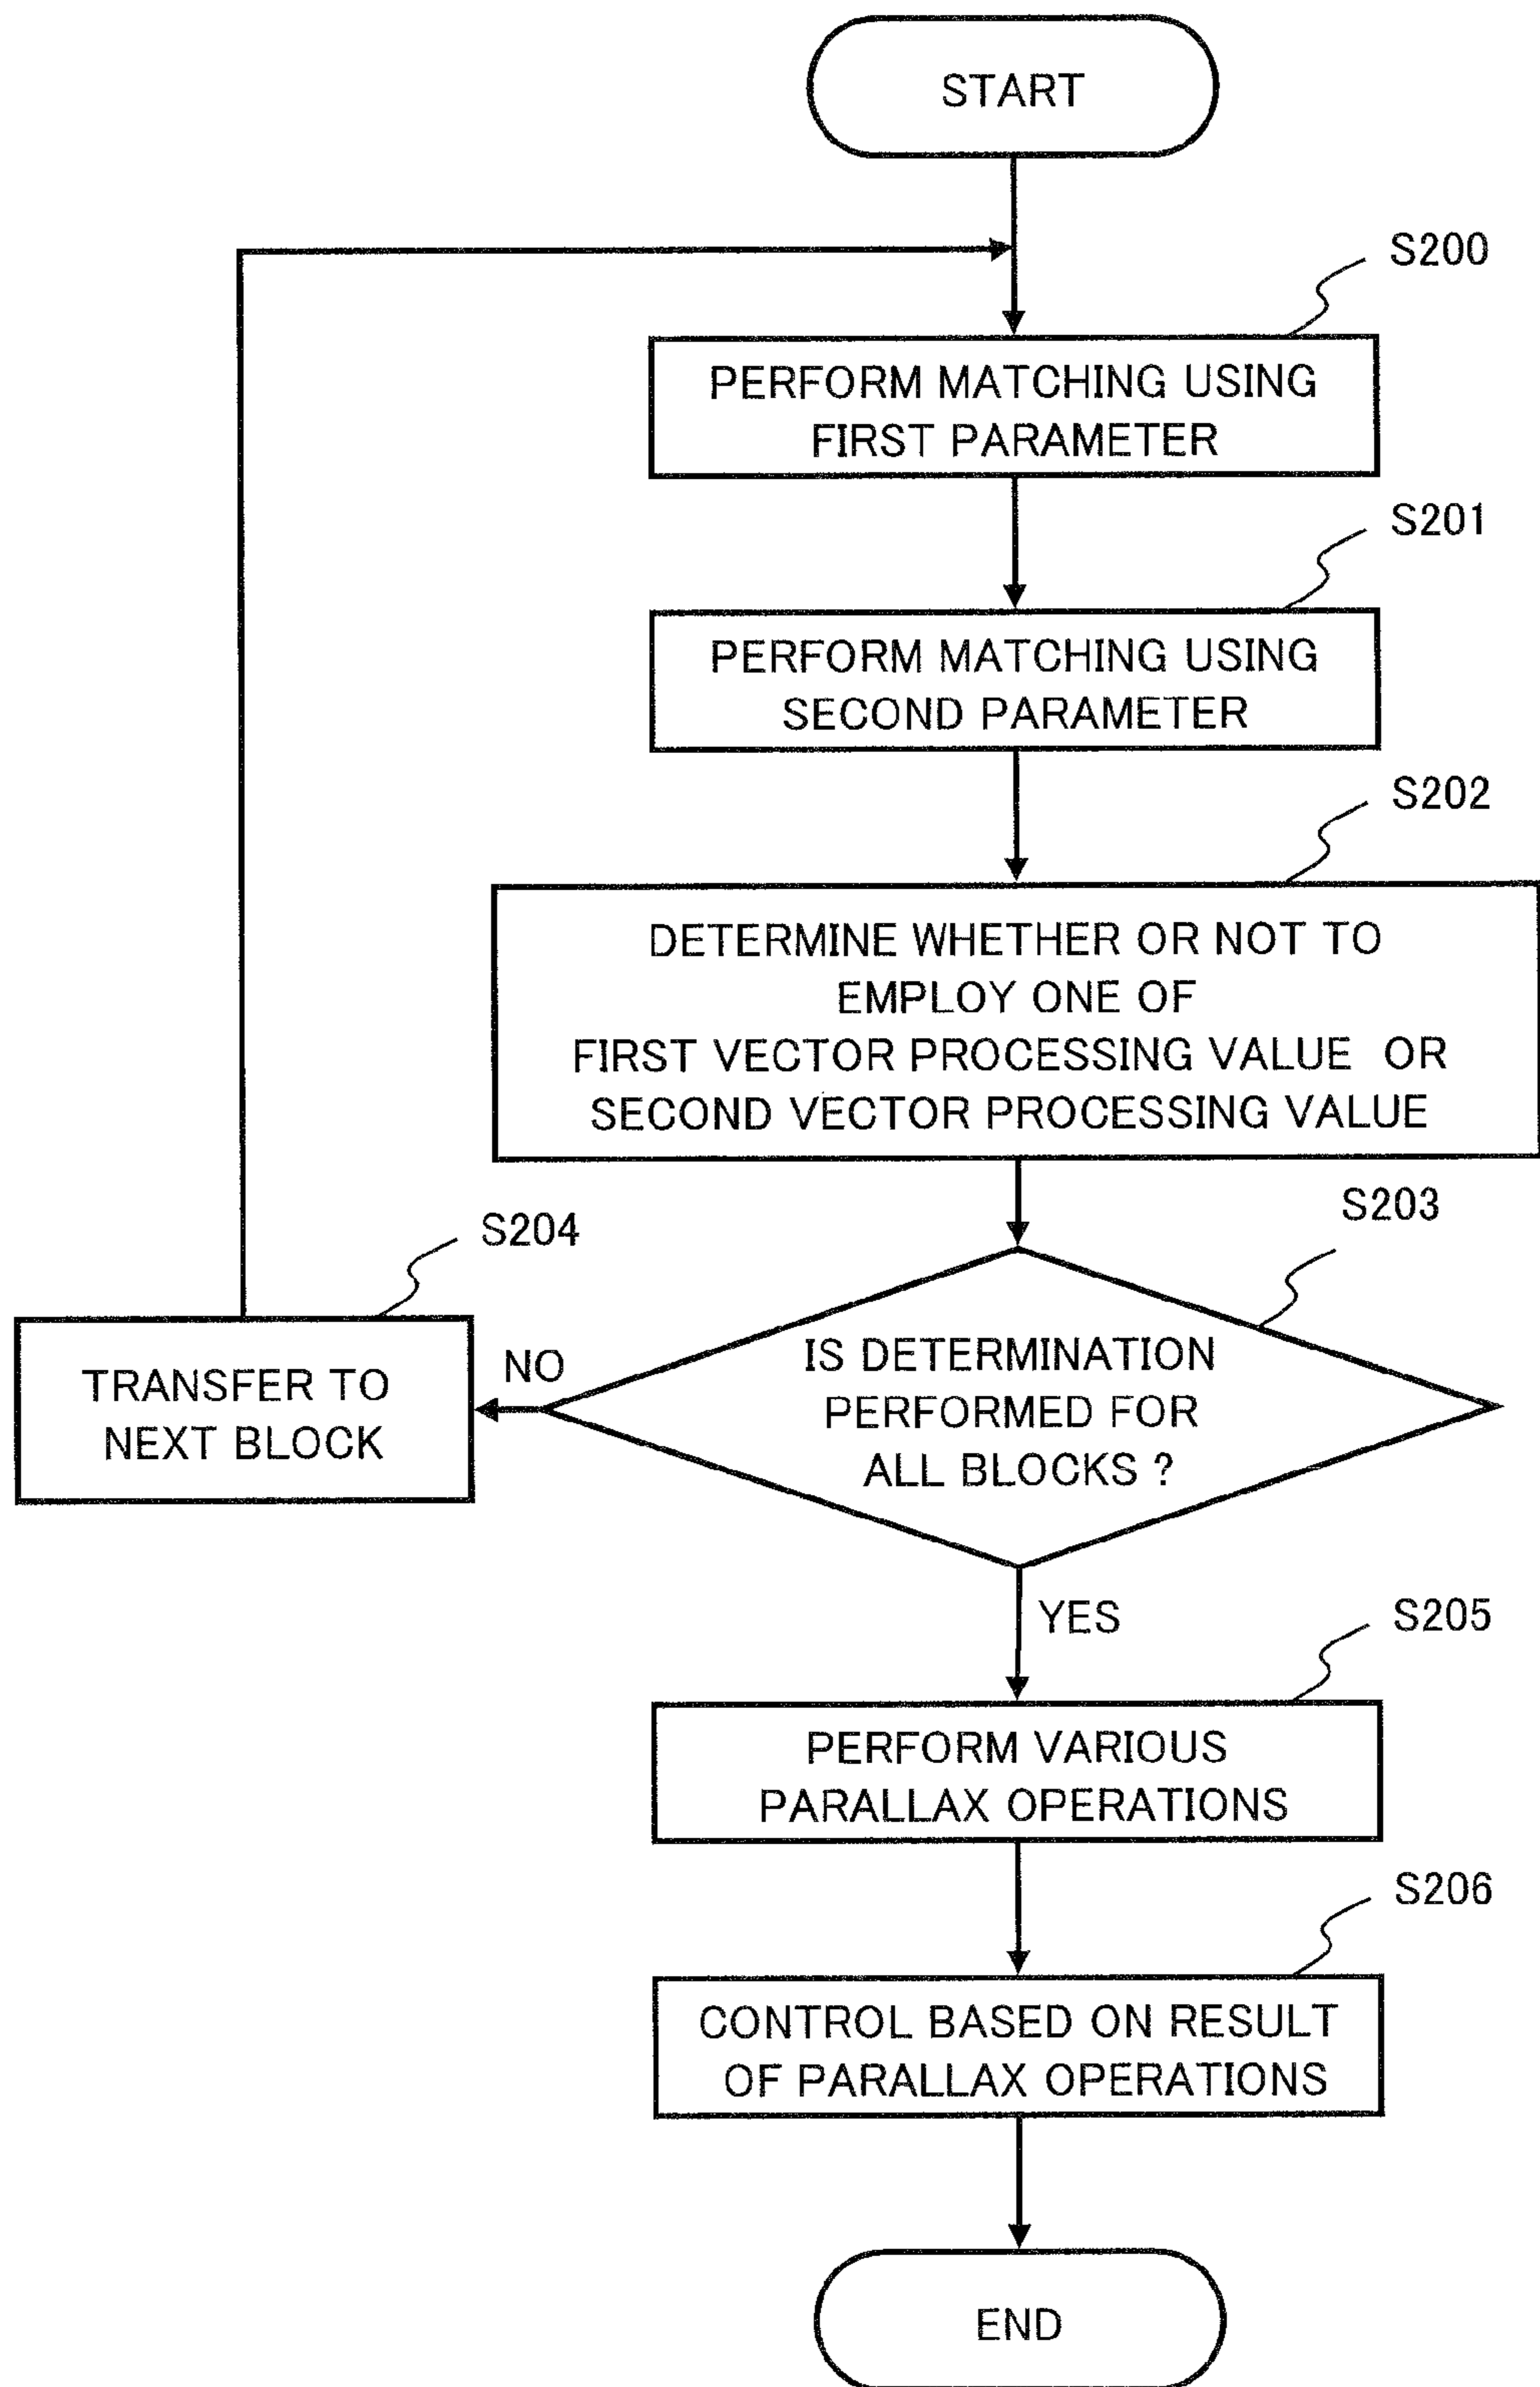 START
S200
PERFORM MATCHING USING
FIRST PARAMETER
S201
PERFORM MATCHING USING
SECOND PARAMETER
S202
DETERMINE WHETHER OR NOT TO
EMPLOY ONE OF
FIRST VECTOR PROCESSING VALUE OR
SECOND VECTOR PROCESSING VALUE
S203
IS DETERMINATION
PERFORMED FOR
ALL BLOCKS ?
NO
S204
TRANSFER TO
NEXT BLOCK
YES
S205
PERFORM VARIOUS
PARALLAX OPERATIONS
S206
CONTROL BASED ON RESULT
OF PARALLAX OPERATIONS
END